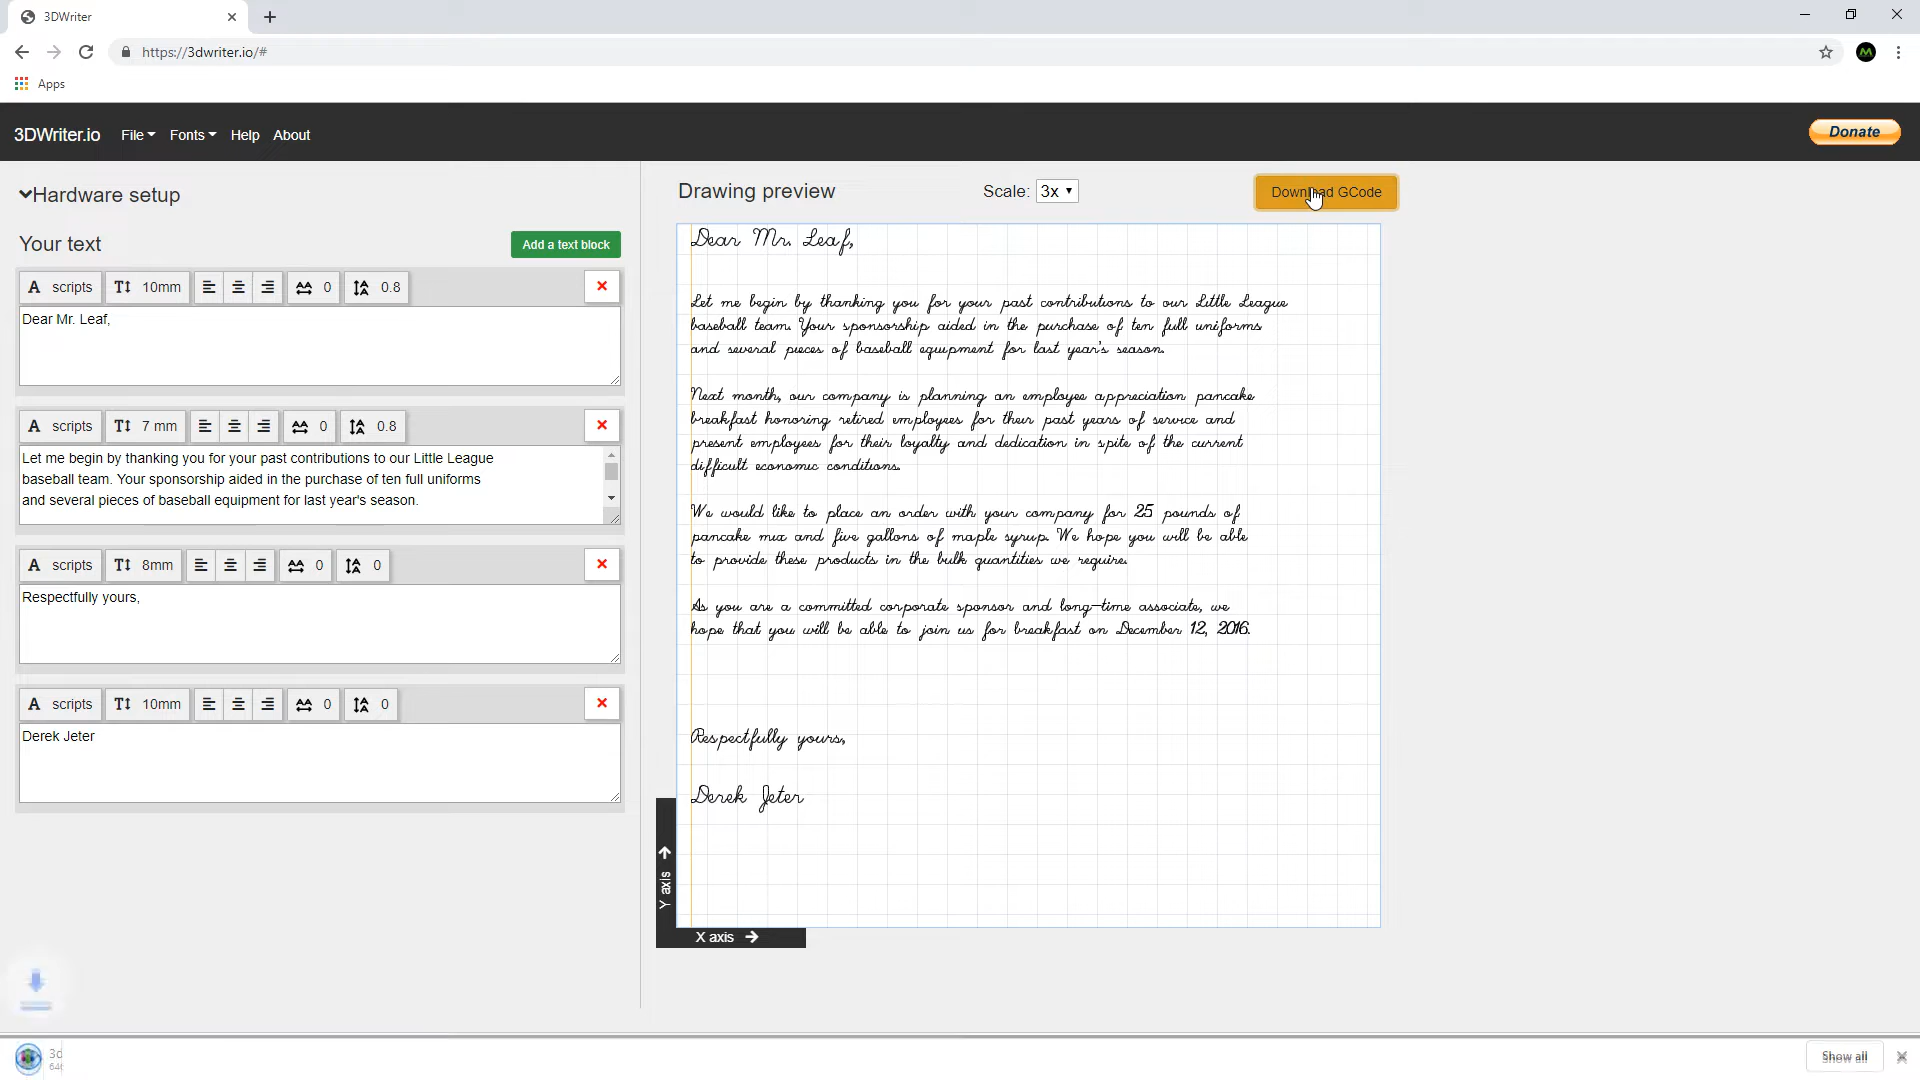 3DWriter
https://3dwriter.io/#
Apps
3DWriter.io File Fonts Help About
Donate
Hardware setup
Your text
Add a text block
A scripts T 10mm 0 0.8
Dear Mr. Leaf,
A scripts T 7 mm 0 0.8
Let me begin by thanking you for your past contributions to our Little League
baseball team. Your sponsorship aided in the purchase of ten full uniforms
and several pieces of baseball equipment for last year's season.
A scripts T 8mm 0 0
Respectfully yours,
A scripts T 10mm 0 0
Derek Jeter
Drawing preview
Scale: 3x
Download GCode
Dear Mr. Leaf,
Let me begin by thanking you for your past contributions to our Little League
baseball team. Your sponsorship aided in the purchase of ten full uniforms
and several pieces of baseball equipment for last year's season.
Next month, our company is planning an employee appreciation pancake
breakfast honoring retired employees for their past years of service and
present employees for their loyalty and dedication in spite of the current
difficult economic conditions.
We would like to place an order with your company for 25 pounds of
pancake mix and five gallons of maple syrup. We hope you will be able
to provide these products in the bulk quantities we require.
As you are a committed corporate sponsor and long-time associate, we
hope that you will be able to join us for breakfast on December 12, 2016.
Respectfully yours,
Derek Jeter
Y axis
X axis
3d
Show all